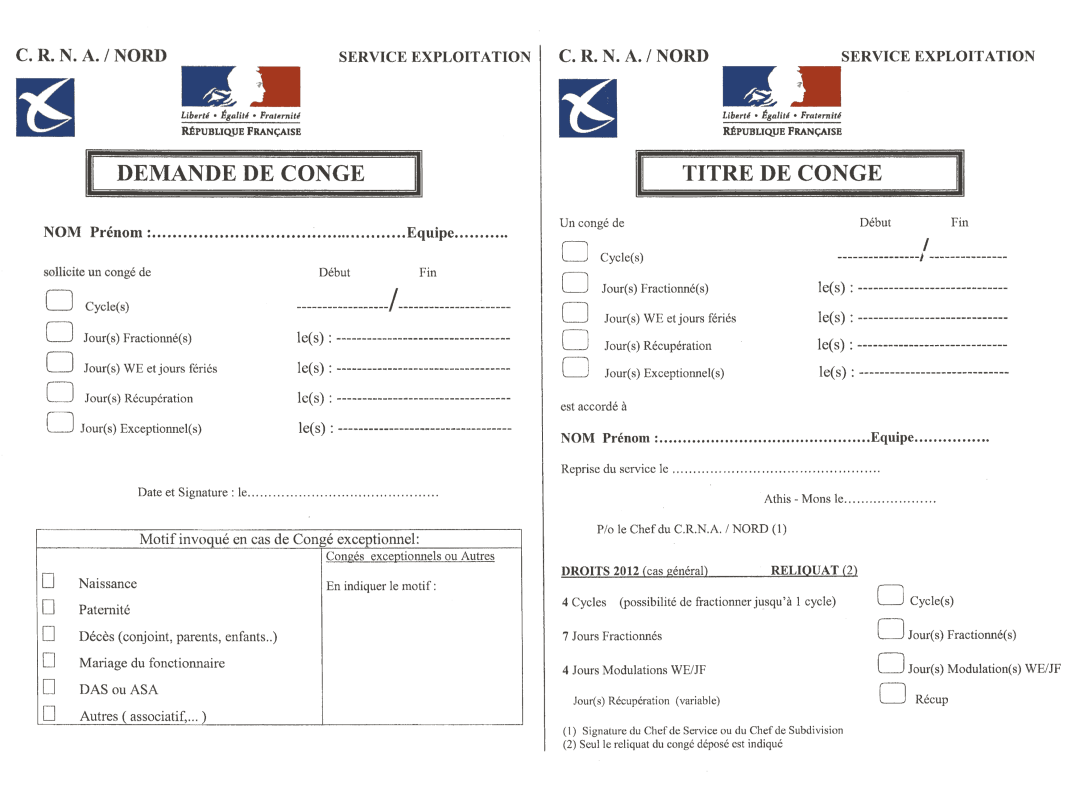 C. R. N. A. / NORD SERVICE EXPLOITATION
Liberté • Égalité • Fraternité
RÉPUBLIQUE FRANÇAISE
DEMANDE DE CONGE
NOM Prénom :……………………………………………Equipe………..
sollicite un congé de Début Fin
Cycle(s) ------------------/----------------------
Jour(s) Fractionné(s) le(s) : ----------------------------------
Jour(s) WE et jours fériés le(s) : ----------------------------------
Jour(s) Récupération le(s) : ----------------------------------
Jour(s) Exceptionnel(s) le(s) : ----------------------------------
Date et Signature : le………………………………………
Motif invoqué en cas de Congé exceptionnel:
Naissance
Paternité
Décès (conjoint, parents, enfants..)
Mariage du fonctionnaire
DAS ou ASA
Autres ( associatif,... )
Congés exceptionnels ou Autres
En indiquer le motif :
C. R. N. A. / NORD SERVICE EXPLOITATION
Liberté • Égalité • Fraternité
RÉPUBLIQUE FRANÇAISE
TITRE DE CONGE
Un congé de Début Fin
Cycle(s) ----------------/---------------
Jour(s) Fractionné(s) le(s) : -----------------------------
Jour(s) WE et jours fériés le(s) : -----------------------------
Jour(s) Récupération le(s) : -----------------------------
Jour(s) Exceptionnel(s) le(s) : -----------------------------
est accordé à
NOM Prénom :……………………………………Equipe…………….
Reprise du service le …………………………………………
Athis - Mons le…………………
P/o le Chef du C.R.N.A. / NORD (1)
DROITS 2012 (cas général) RELIQUAT (2)
4 Cycles (possibilité de fractionner jusqu'à 1 cycle) Cycle(s)
7 Jours Fractionnés Jour(s) Fractionné(s)
4 Jours Modulations WE/JF Jour(s) Modulation(s) WE/JF
Jour(s) Récupération (variable) Récup
(1) Signature du Chef de Service ou du Chef de Subdivision
(2) Seul le reliquat du congé déposé est indiqué